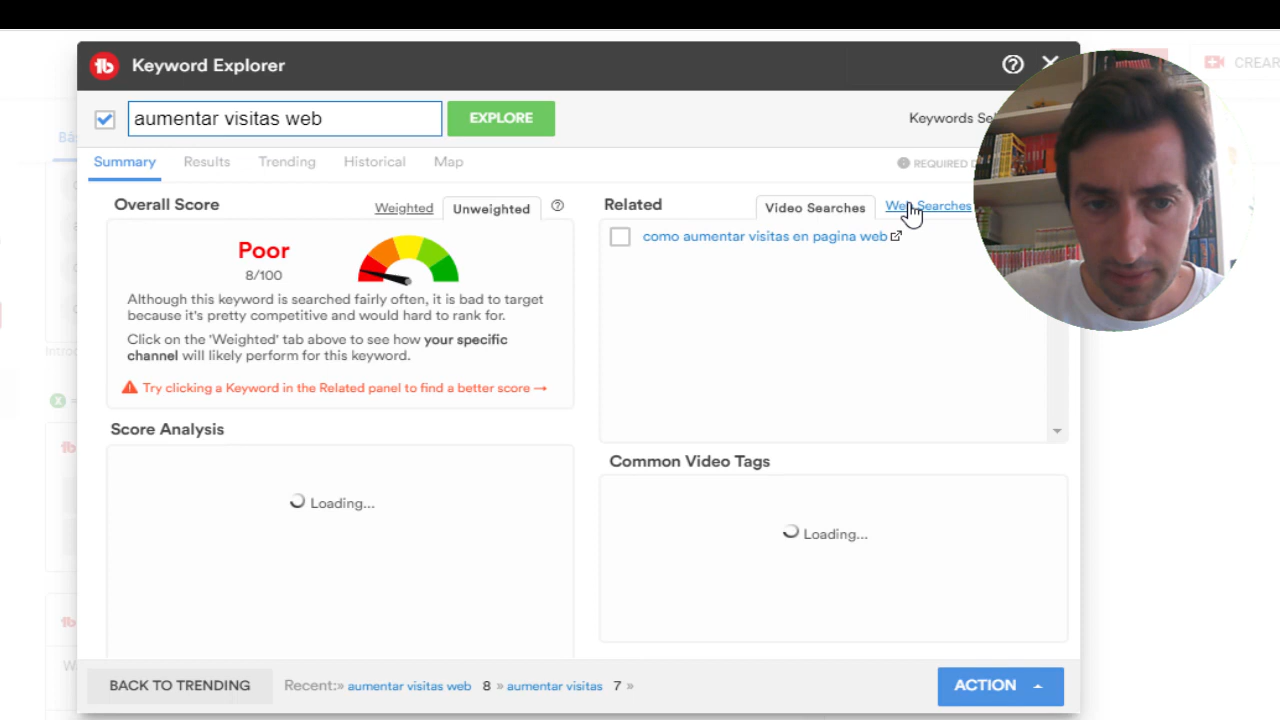 Keyword Explorer
CREAR
aumentar visitas web
EXPLORE
Keywords
Summary
Results
Trending
Historical
Map
REQUIRED
Overall Score
Weighted
Unweighted
Poor
8/100
Although this keyword is searched fairly often, it is bad to target
because it's pretty competitive and would hard to rank for.
Click on the 'Weighted' tab above to see how your specific
channel will likely perform for this keyword.
Try clicking a Keyword in the Related panel to find a better score →
Related
Video Searches
Web Searches
como aumentar visitas en pagina web
Score Analysis
Loading...
Common Video Tags
Loading...
BACK TO TRENDING
Recent:» aumentar visitas web 8 » aumentar visitas 7 »
ACTION